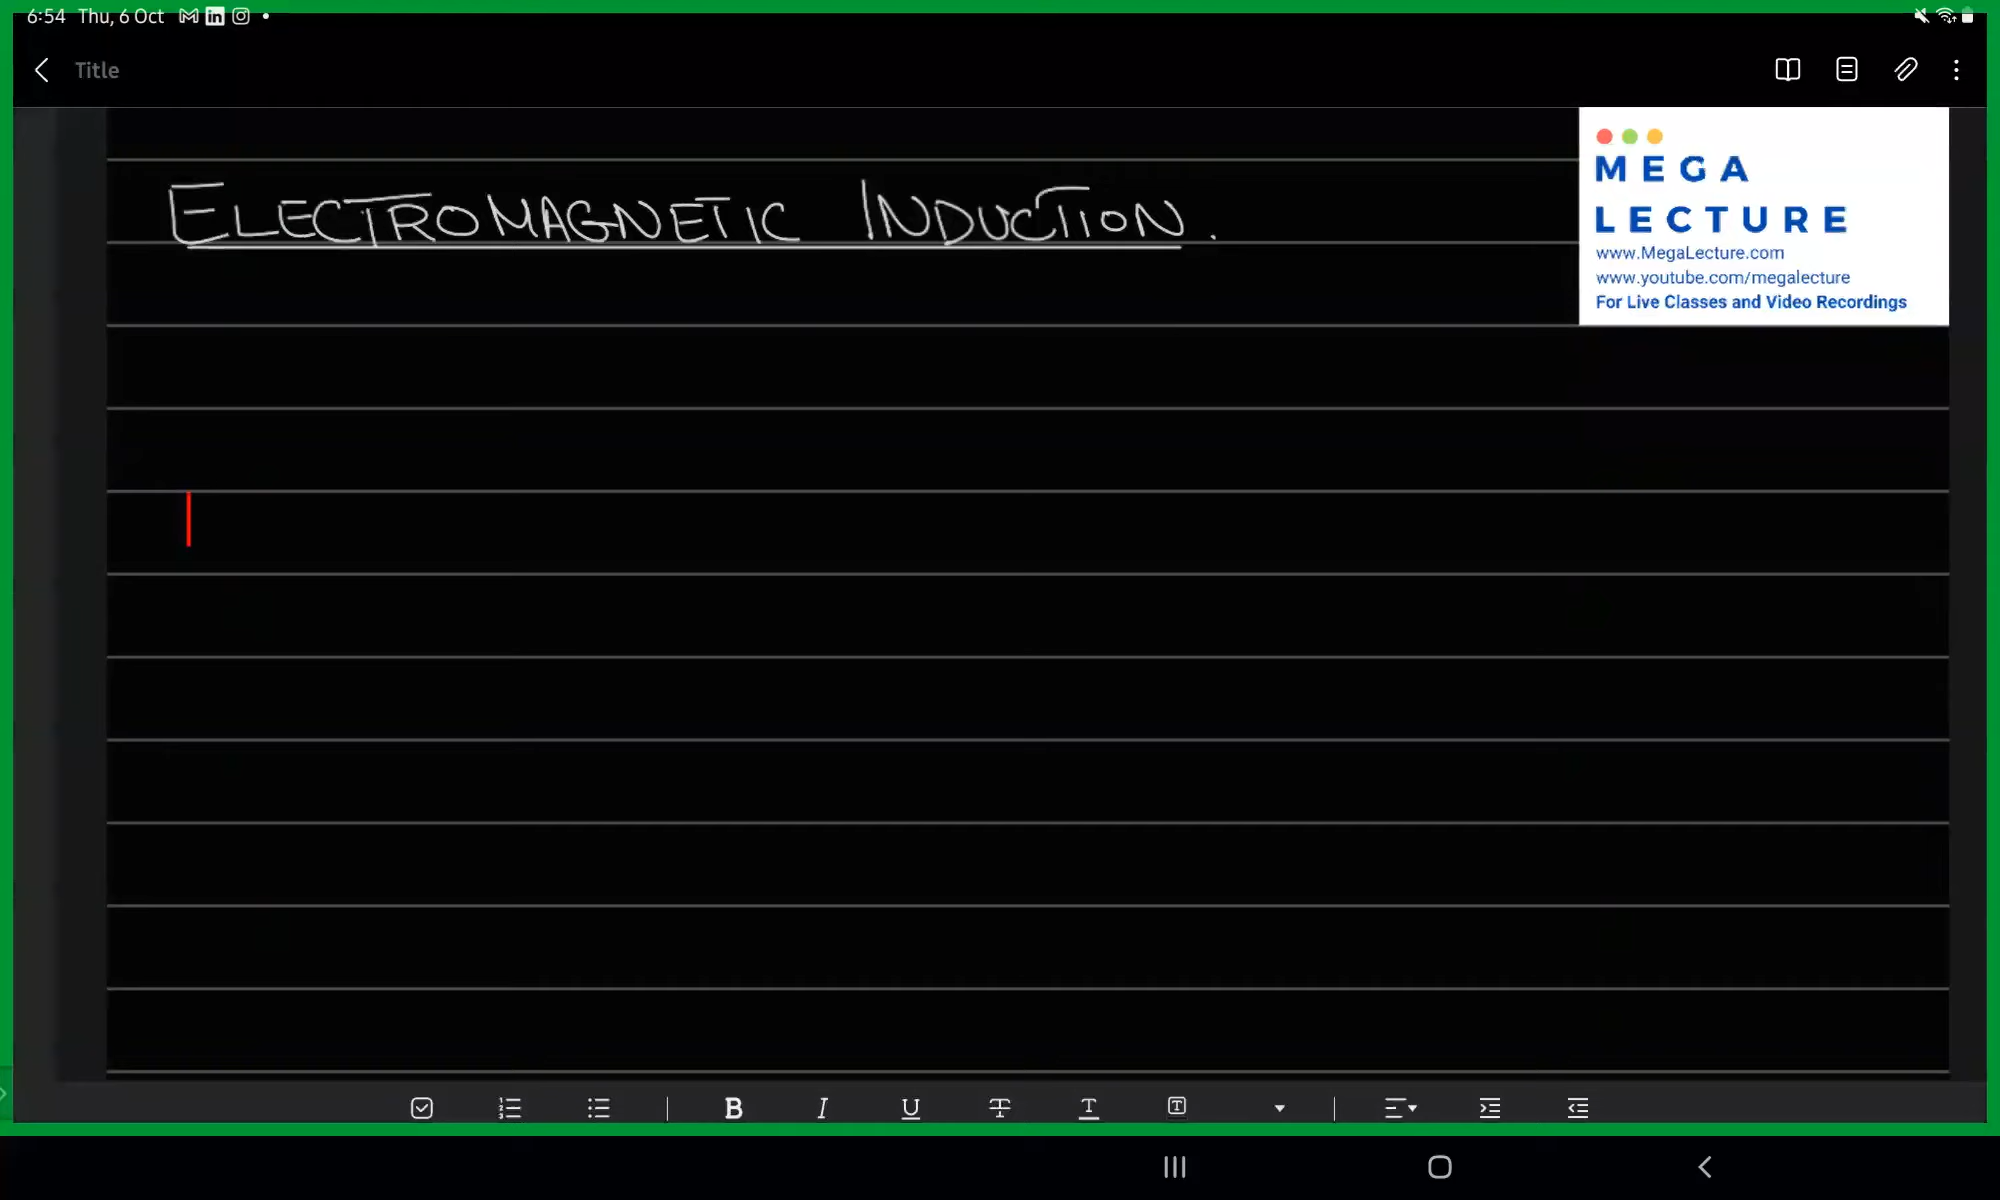 6:54 Thu, 6 Oct
Title
ELECTROMAGNETIC INDUCTION.
MEGA
LECTURE
www.MegaLecture.com
www.youtube.com/megalecture
For Live Classes and Video Recordings